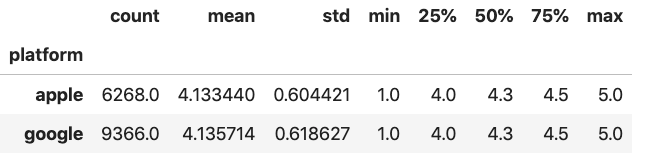 count mean std min 25% 50% 75% max
platform
apple 6268.0 4.133440 0.604421 1.0 4.0 4.3 4.5 5.0
google 9366.0 4.135714 0.618627 1.0 4.0 4.3 4.5 5.0